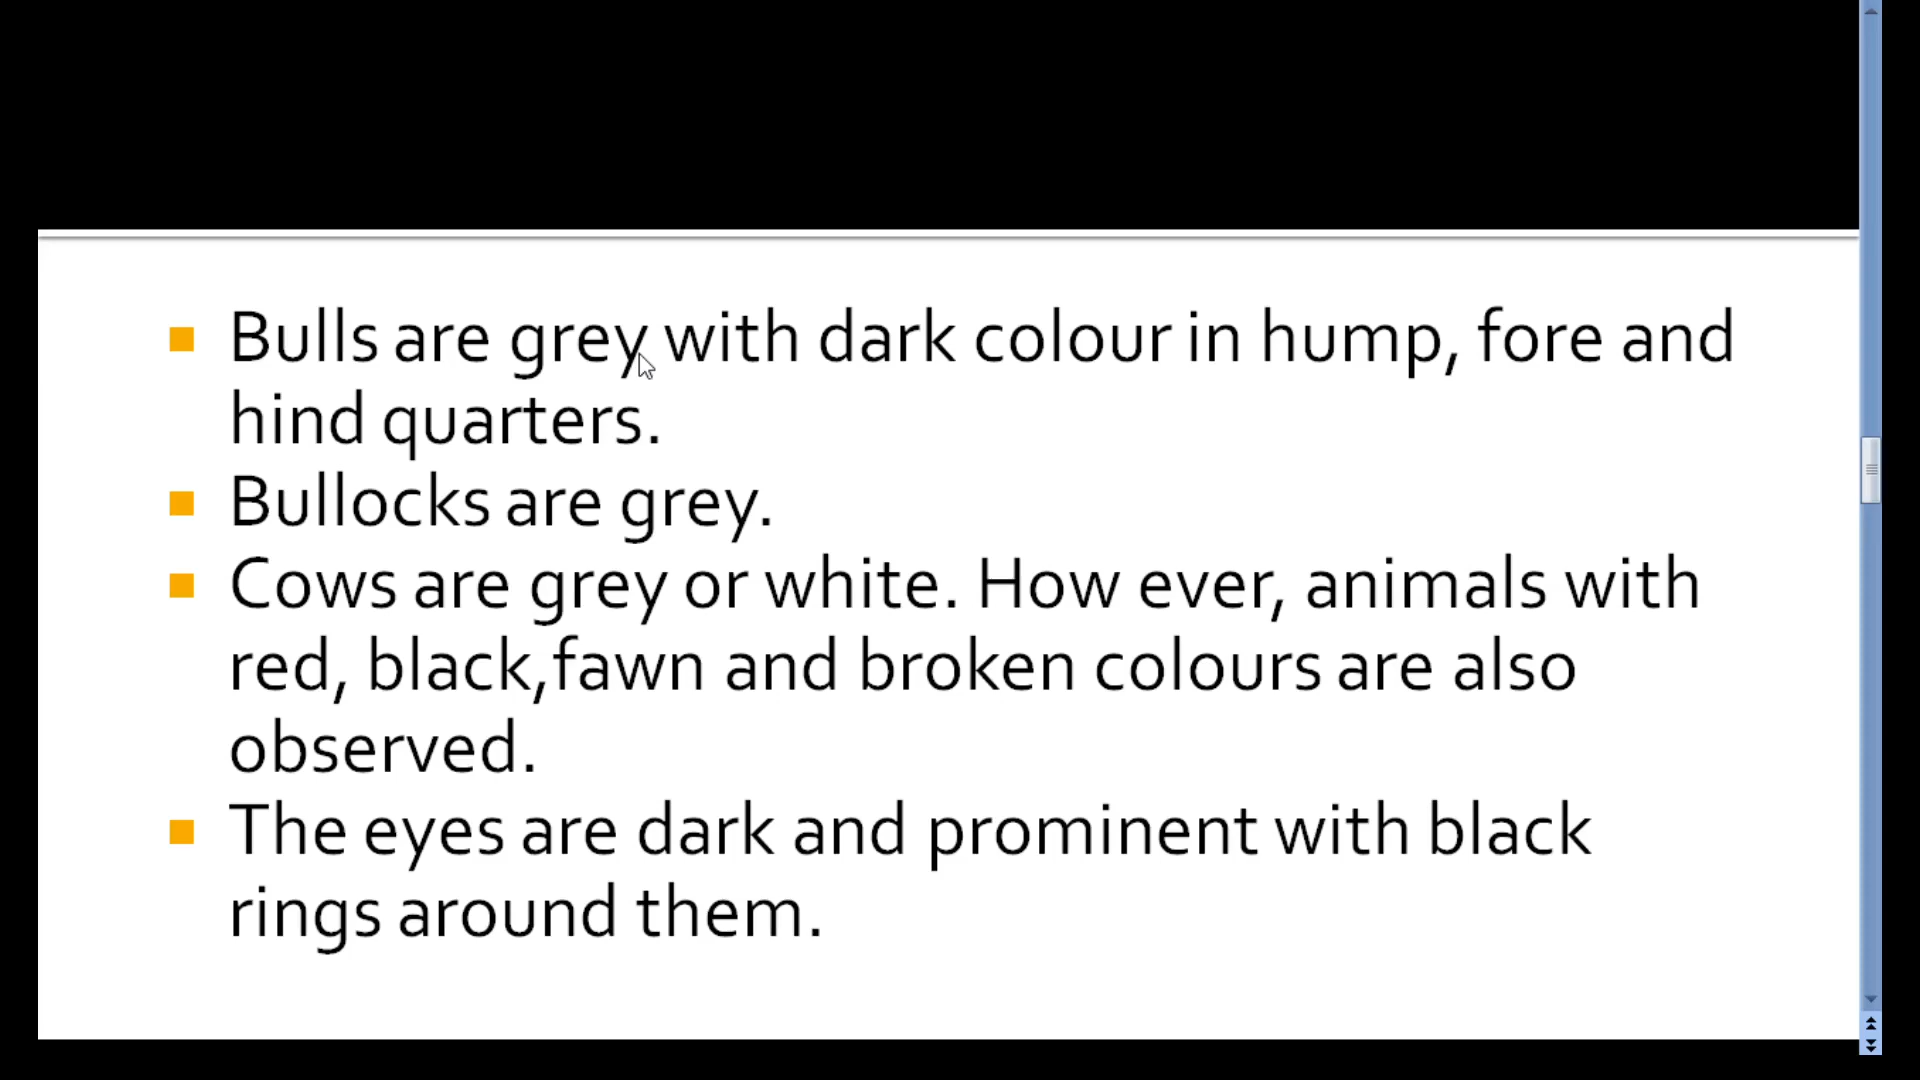 Bulls are grey with dark colour in hump, fore and
hind quarters.
Bullocks are grey.
Cows are grey or white. How ever, animals with
red, black,fawn and broken colours are also
observed.
The eyes are dark and prominent with black
rings around them.